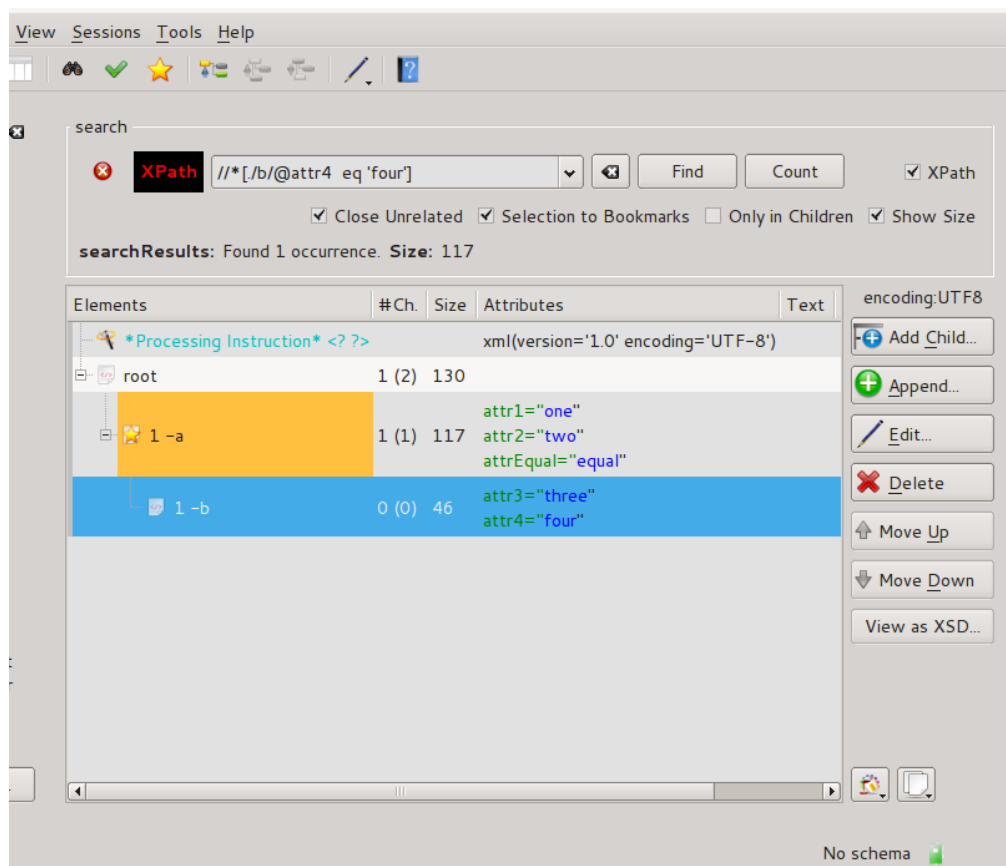 View Sessions Tools Help
search
XPath //*[./b/@attr4 eq 'four'] Find Count XPath
Close Unrelated Selection to Bookmarks Only in Children Show Size
searchResults: Found 1 occurrence. Size: 117
Elements #Ch. Size Attributes Text
encoding:UTF8
*Processing Instruction* <? ?> xml(version='1.0' encoding='UTF-8')
Add Child...
root 1 (2) 130
Append...
attr1="one"
1 -a 1 (1) 117 attr2="two"
Edit...
attrEqual="equal"
Delete
attr3="three"
1 -b 0 (0) 46
attr4="four"
Move Up
Move Down
View as XSD...
No schema